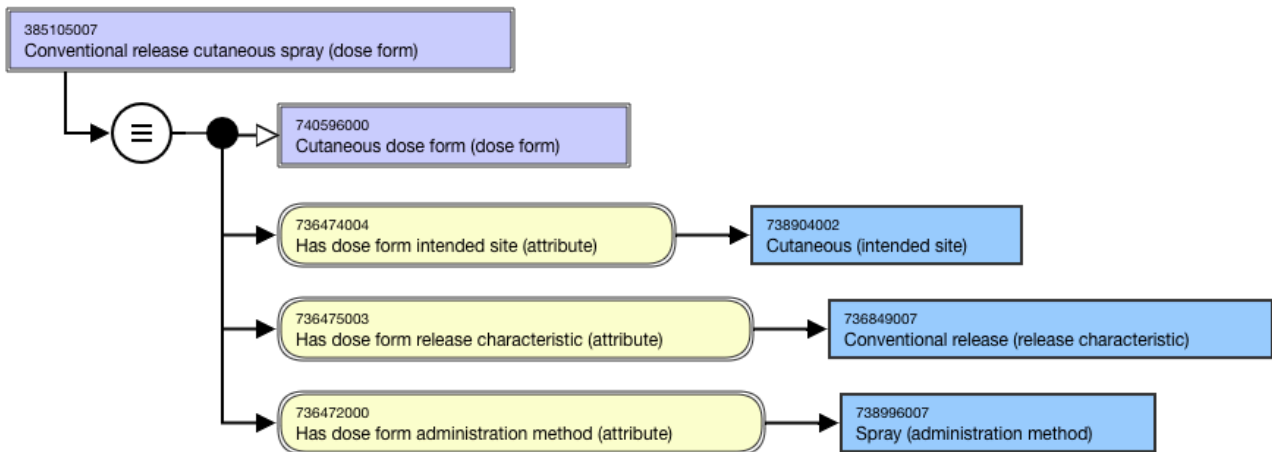 385105007
Conventional release cutaneous spray (dose form)
740596000
Cutaneous dose form (dose form)
736474004
Has dose form intended site (attribute)
738904002
Cutaneous (intended site)
736475003
Has dose form release characteristic (attribute)
736849007
Conventional release (release characteristic)
736472000
Has dose form administration method (attribute)
738996007
Spray (administration method)